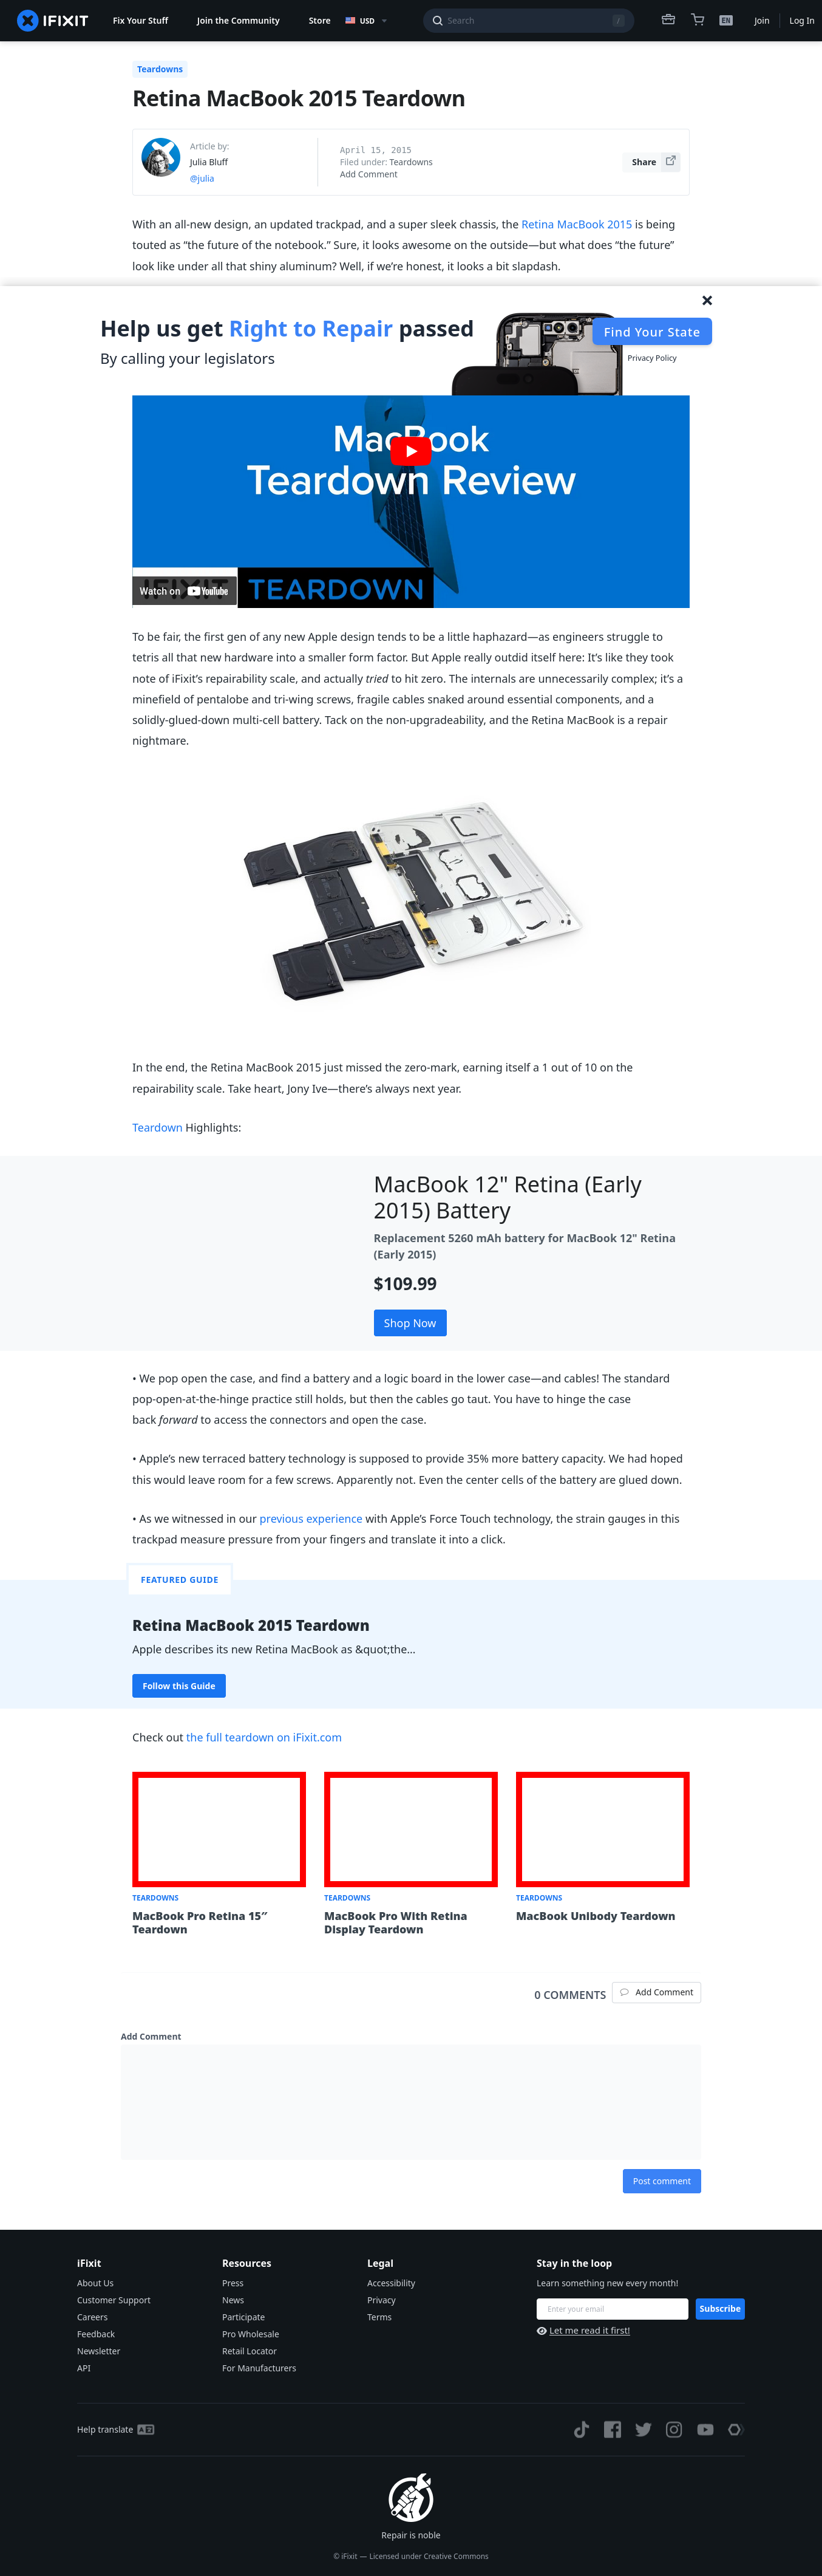 IFIXIT
Fix Your Stuff
Join the Community
Store
USD
Search
/
EN
Join
Log In
Teardowns
Retina MacBook 2015 Teardown
Article by:
Julia Bluff
@julia
April 15, 2015
Filed under: Teardowns
Add Comment
Share
With an all-new design, an updated trackpad, and a super sleek chassis, the Retina MacBook 2015 is being
touted as “the future of the notebook.” Sure, it looks awesome on the outside—but what does “the future”
look like under all that shiny aluminum? Well, if we’re honest, it looks a bit slapdash.
Help us get Right to Repair passed
By calling your legislators
Find Your State
Privacy Policy
MacBook
Teardown Review
IFIXIT TEARDOWN
Watch on YouTube
To be fair, the first gen of any new Apple design tends to be a little haphazard—as engineers struggle to
tetris all that new hardware into a smaller form factor. But Apple really outdid itself here: It’s like they took
note of iFixit’s repairability scale, and actually tried to hit zero. The internals are unnecessarily complex; it’s a
minefield of pentalobe and tri-wing screws, fragile cables snaked around essential components, and a
solidly-glued-down multi-cell battery. Tack on the non-upgradeability, and the Retina MacBook is a repair
nightmare.
In the end, the Retina MacBook 2015 just missed the zero-mark, earning itself a 1 out of 10 on the
repairability scale. Take heart, Jony Ive—there’s always next year.
Teardown Highlights:
MacBook 12" Retina (Early
2015) Battery
Replacement 5260 mAh battery for MacBook 12" Retina
(Early 2015)
$109.99
Shop Now
• We pop open the case, and find a battery and a logic board in the lower case—and cables! The standard
pop-open-at-the-hinge practice still holds, but then the cables go taut. You have to hinge the case
back forward to access the connectors and open the case.
• Apple’s new terraced battery technology is supposed to provide 35% more battery capacity. We had hoped
this would leave room for a few screws. Apparently not. Even the center cells of the battery are glued down.
• As we witnessed in our previous experience with Apple’s Force Touch technology, the strain gauges in this
trackpad measure pressure from your fingers and translate it into a click.
FEATURED GUIDE
Retina MacBook 2015 Teardown
Apple describes its new Retina MacBook as &quot;the...
Follow this Guide
Check out the full teardown on iFixit.com
TEARDOWNS
MacBook Pro Retina 15″
Teardown
TEARDOWNS
MacBook Pro With Retina
Display Teardown
TEARDOWNS
MacBook Unibody Teardown
0 COMMENTS
Add Comment
Add Comment
Post comment
iFixit
About Us
Customer Support
Careers
Feedback
Newsletter
API
Resources
Press
News
Participate
Pro Wholesale
Retail Locator
For Manufacturers
Legal
Accessibility
Privacy
Terms
Stay in the loop
Learn something new every month!
Enter your email
Subscribe
Let me read it first!
Help translate
Repair is noble
© iFixit — Licensed under Creative Commons